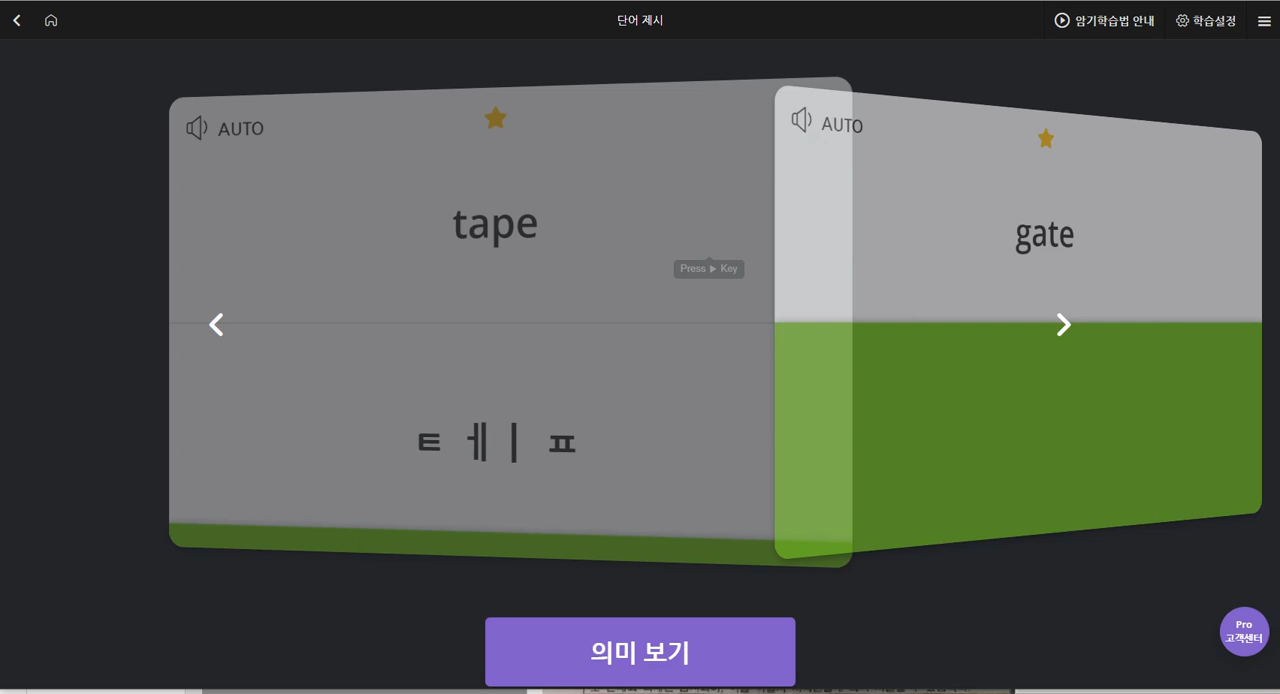 단어 제시
암기학습법 안내
학습설정
AUTO
tape
Press ▶ Key
ㅌ ㅔㅣ ㅍ
AUTO
gate
의미 보기
Pro
고객센터